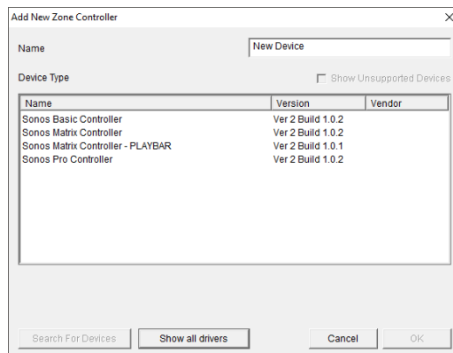 Add New Zone Controller
Name New Device
Device Type Show Unsupported Devices
Name Version Vendor
Sonos Basic Controller Ver 2 Build 1.0.2
Sonos Matrix Controller Ver 2 Build 1.0.2
Sonos Matrix Controller - PLAYBAR Ver 2 Build 1.0.1
Sonos Pro Controller Ver 2 Build 1.0.2
Search For Devices Show all drivers Cancel OK